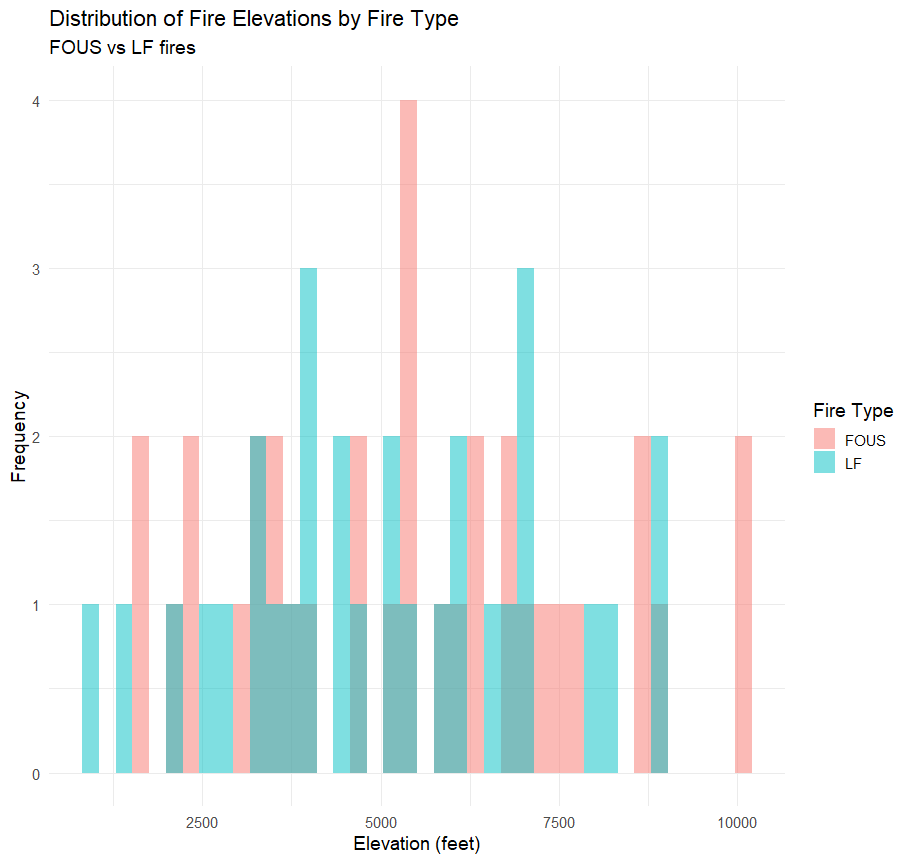 Distribution of Fire Elevations by Fire Type
FOUS vs LF fires
4
3
2
1
0
Frequency
2500
5000
7500
10000
Elevation (feet)
Fire Type
FOUS
LF